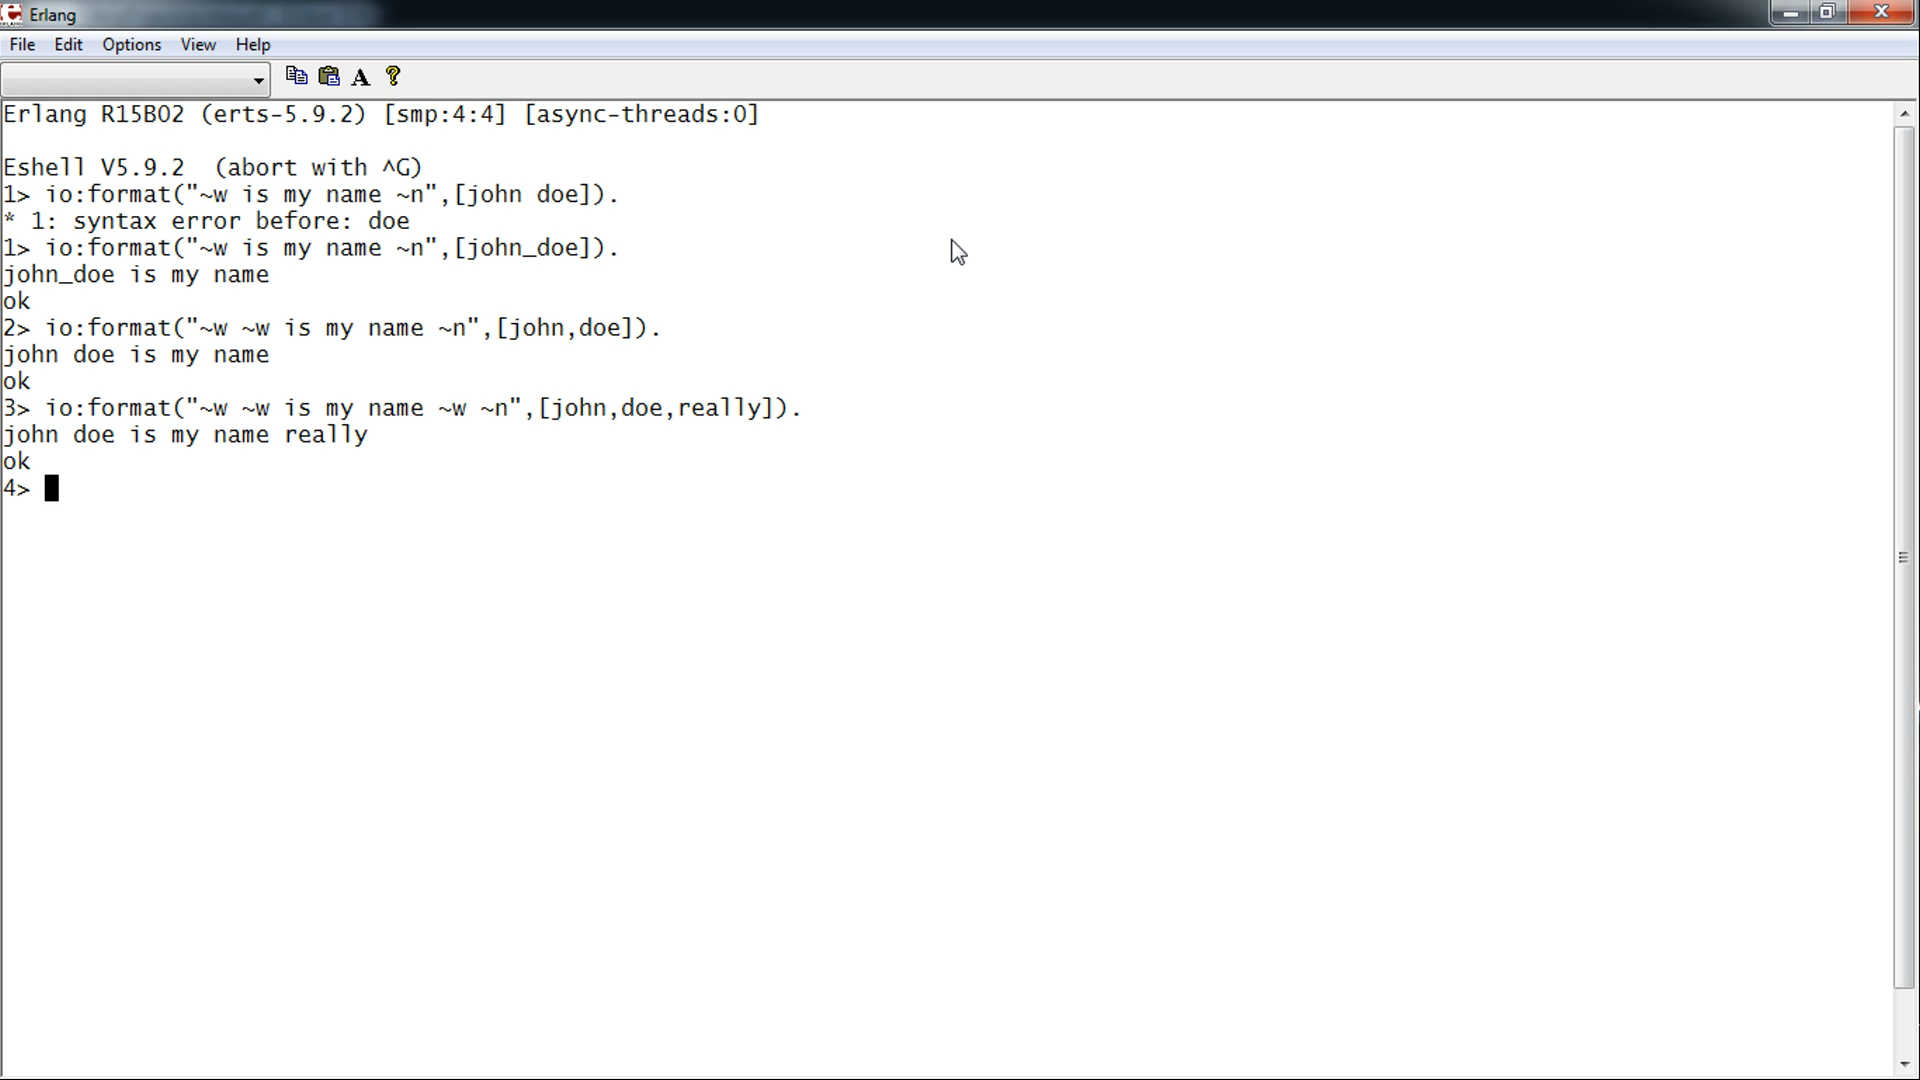 Erlang
File Edit Options View Help
Erlang R15B02 (erts-5.9.2) [smp:4:4] [async-threads:0]
Eshell V5.9.2  (abort with ^G)
1> io:format("~w is my name ~n",[john doe]).
* 1: syntax error before: doe
1> io:format("~w is my name ~n",[john_doe]).
john_doe is my name
ok
2> io:format("~w ~w is my name ~n",[john,doe]).
john doe is my name
ok
3> io:format("~w ~w is my name ~w ~n",[john,doe,really]).
john doe is my name really
ok
4>